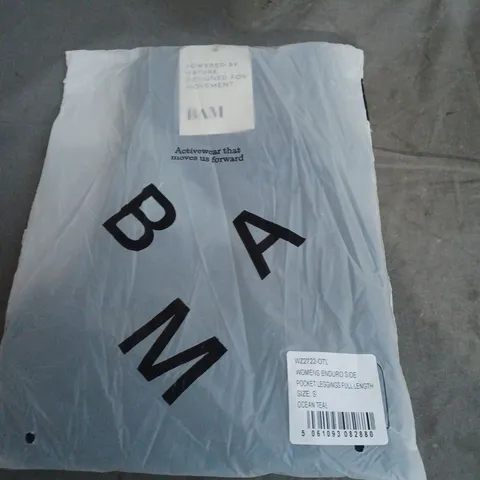 POWERED BY
NATURE
DESIGNED FOR
MOVEMENT
BAM
Activewear that
moves us forward
B
A
M
WZ2722-OTL
WOMENS ENDURO SIDE
POCKET LEGGINGS FULL LENGTH
SIZE: S
OCEAN TEAL
5 061093 082880